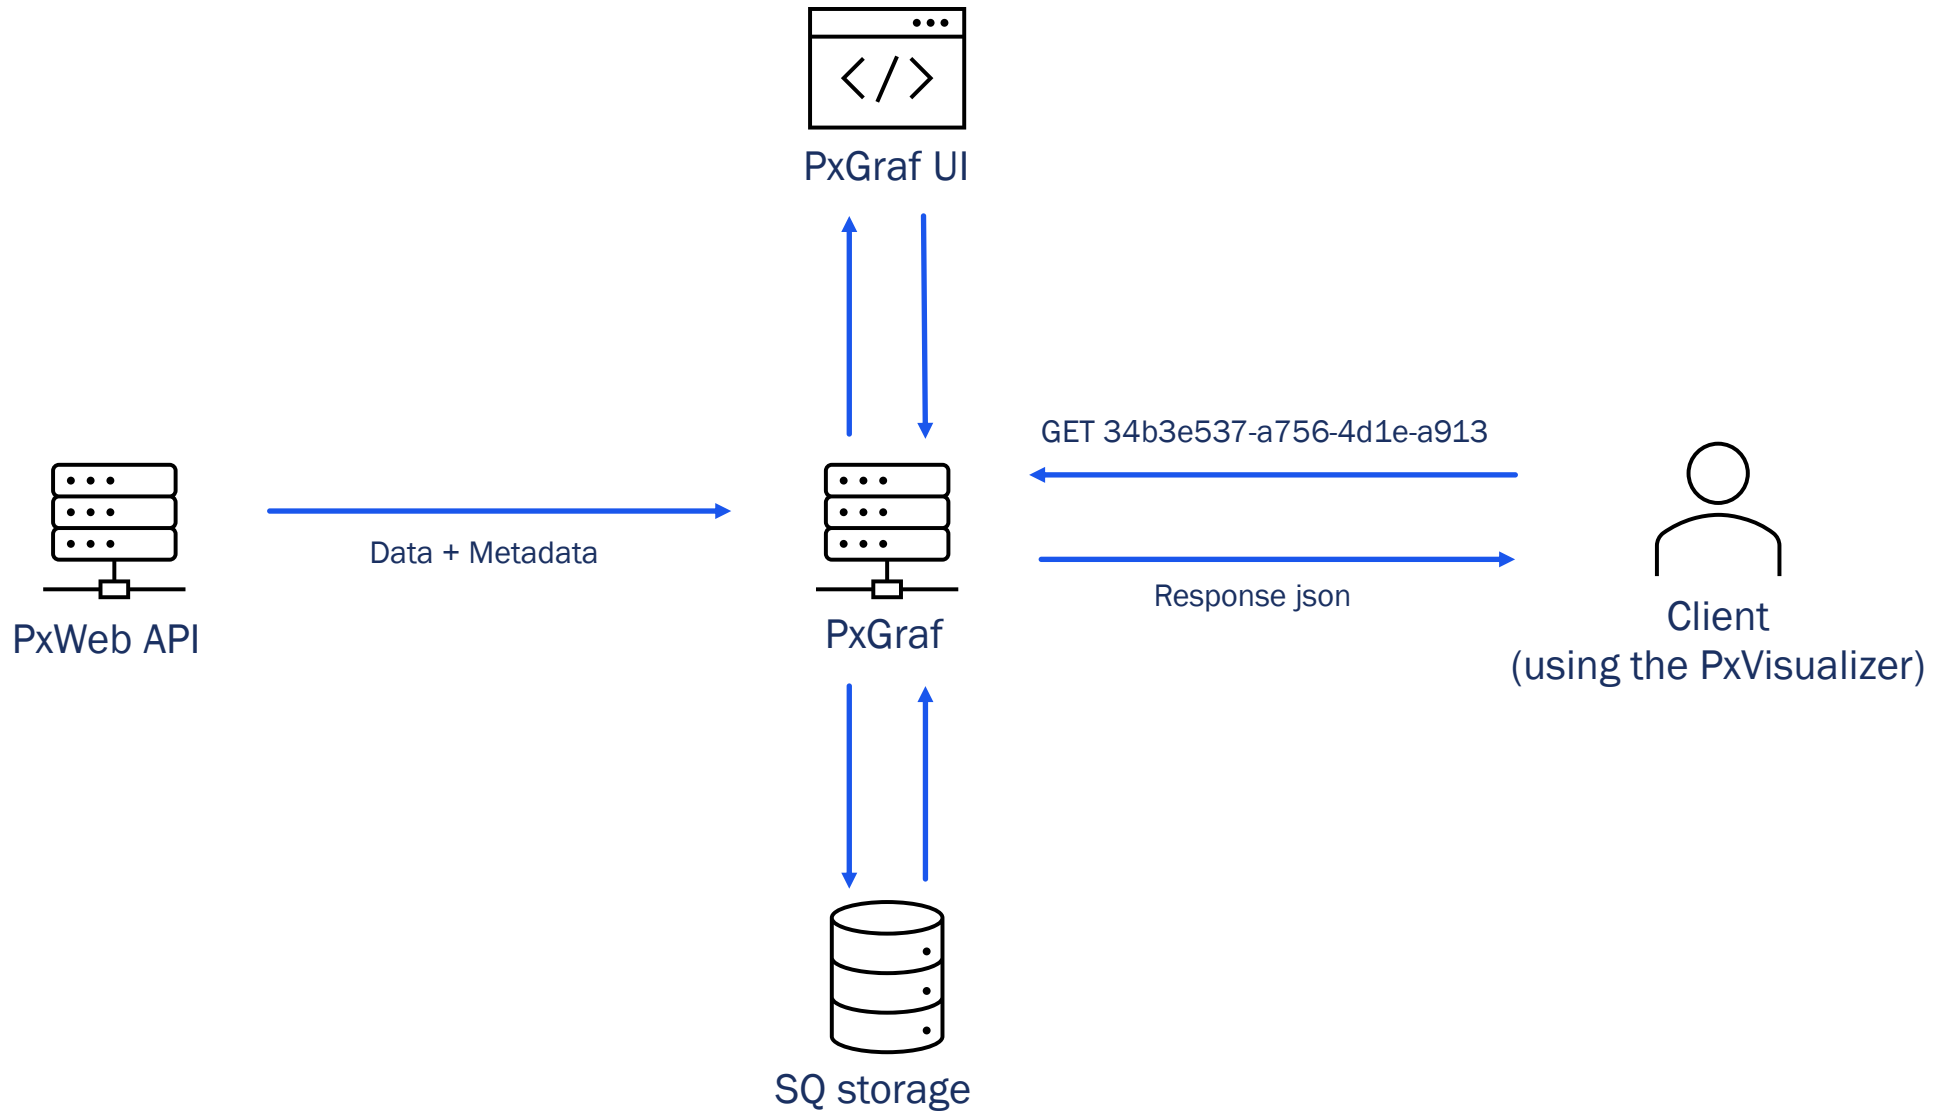 PxGraf UI
GET 34b3e537-a756-4d1e-a913
Data + Metadata
Response json
PxWeb API
PxGraf
Client
(using the PxVisualizer)
SQ storage